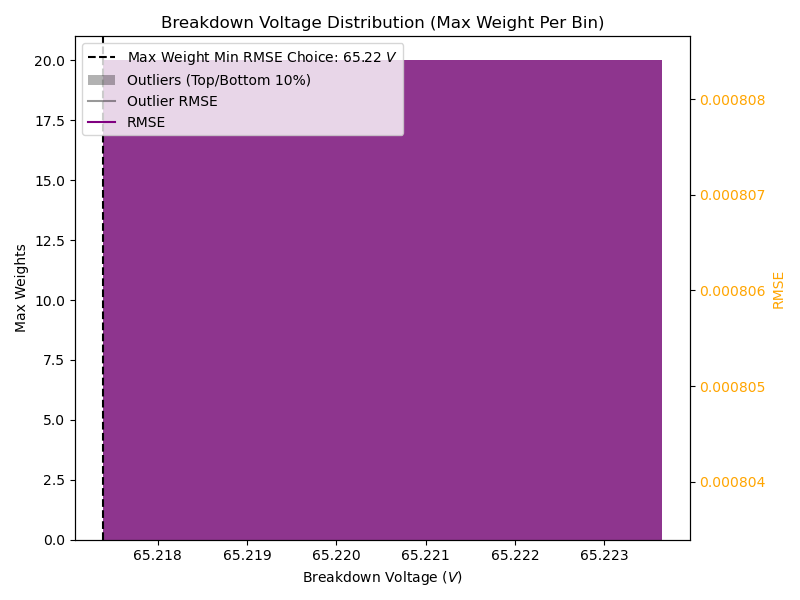 Breakdown Voltage Distribution (Max Weight Per Bin)
Max Weight Min RMSE Choice: 65.22 V
Outliers (Top/Bottom 10%)
Outlier RMSE
RMSE
20.0
17.5
15.0
12.5
10.0
7.5
5.0
2.5
0.0
Max Weights
0.000808
0.000807
0.000806
0.000805
0.000804
RMSE
65.218 65.219 65.220 65.221 65.222 65.223
Breakdown Voltage (V)